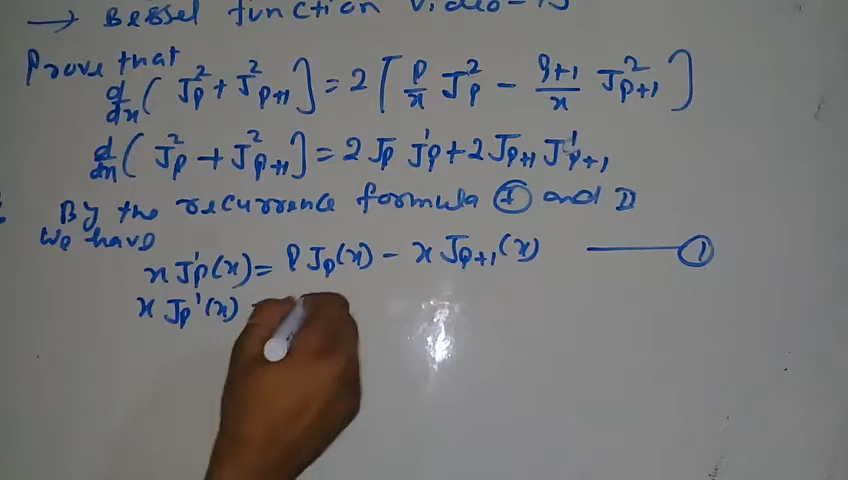 → Bessel function Video-15
Prove that
d/dx (J²p + J²p+1] = 2 [p/x J²p - p+1/x J²p+1]
d/dx (J²p + J²p+1] = 2 Jp J'p + 2 Jp+1 J'p+1
By the recurrence formula Ⓘ and II
we have
x J'p(x) = P Jp(x) - x Jp+1(x) ——— ①
x Jp'(x)